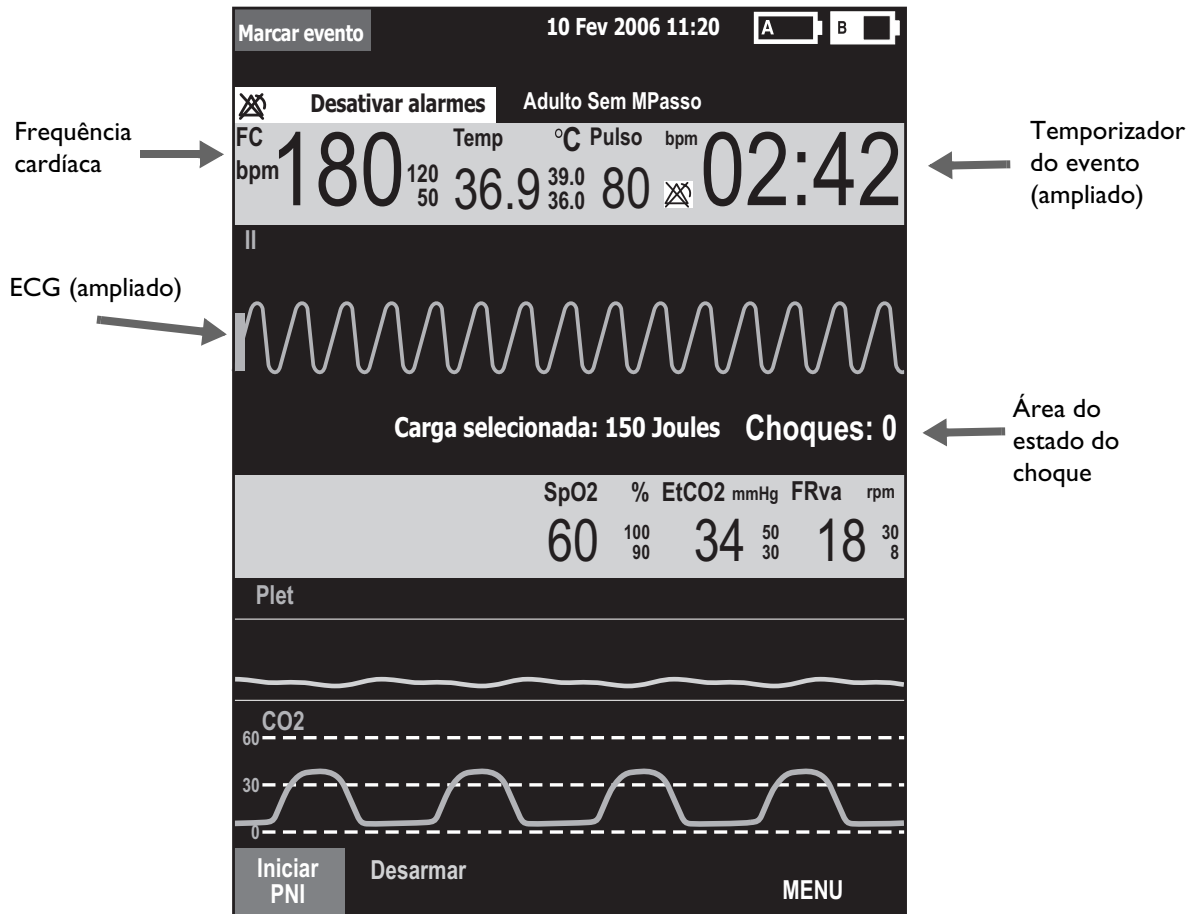 Marcar evento 10 Fev 2006 11:20 A B
Desativar alarmes Adulto Sem MPasso
Frequência
cardíaca
FC
bpm
180
120
50
Temp °C
36.9
39.0
36.0
Pulso bpm
80
02:42
Temporizador
do evento
(ampliado)
II
ECG (ampliado)
Carga selecionada: 150 Joules Choques: 0
Área do
estado do
choque
SpO2 % EtCO2 mmHg FRva rpm
60
100
90
34
50
30
18
30
8
Plet
CO2
60
30
0
Iniciar
PNI
Desarmar
MENU